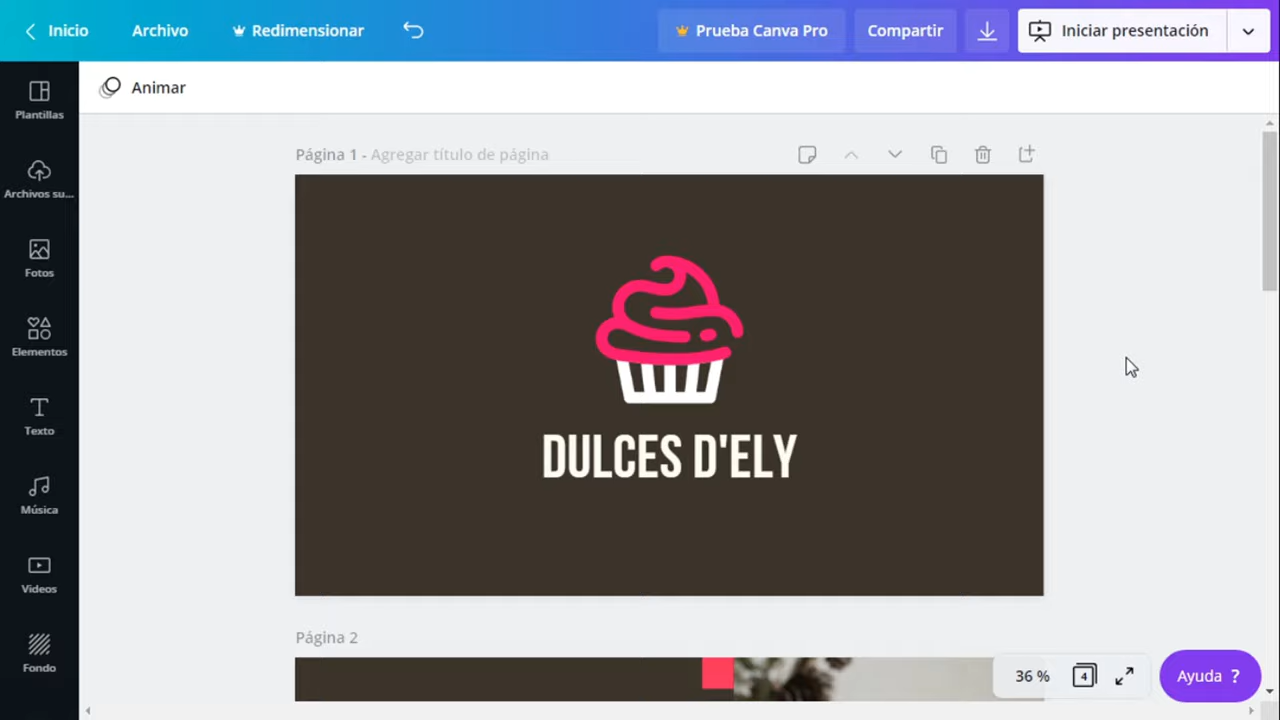 Inicio
Archivo
Redimensionar
Prueba Canva Pro
Compartir
Iniciar presentación
Animar
Plantillas
Archivos su...
Fotos
Elementos
Texto
Música
Videos
Fondo
Página 1 - Agregar título de página
DULCES D'ELY
Página 2
36 %
4
Ayuda ?